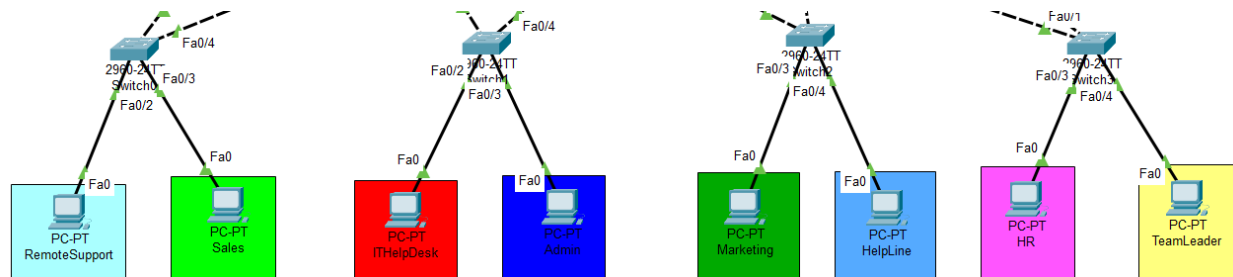 Fa0/4
2960-24TT
Switch0
Fa0/3
Fa0/2
Fa0
Fa0
PC-PT
RemoteSupport
PC-PT
Sales
Fa0/4
960-24TT
witch1
Fa0/2
Fa0/3
Fa0
Fa0
PC-PT
ITHelpDesk
PC-PT
Admin
2960-24TT
Switch2
Fa0/3
Fa0/4
Fa0
Fa0
PC-PT
Marketing
PC-PT
HelpLine
Fa0/1
2960-24TT
Switch3
Fa0/3
Fa0/4
Fa0
Fa0
PC-PT
HR
PC-PT
TeamLeader